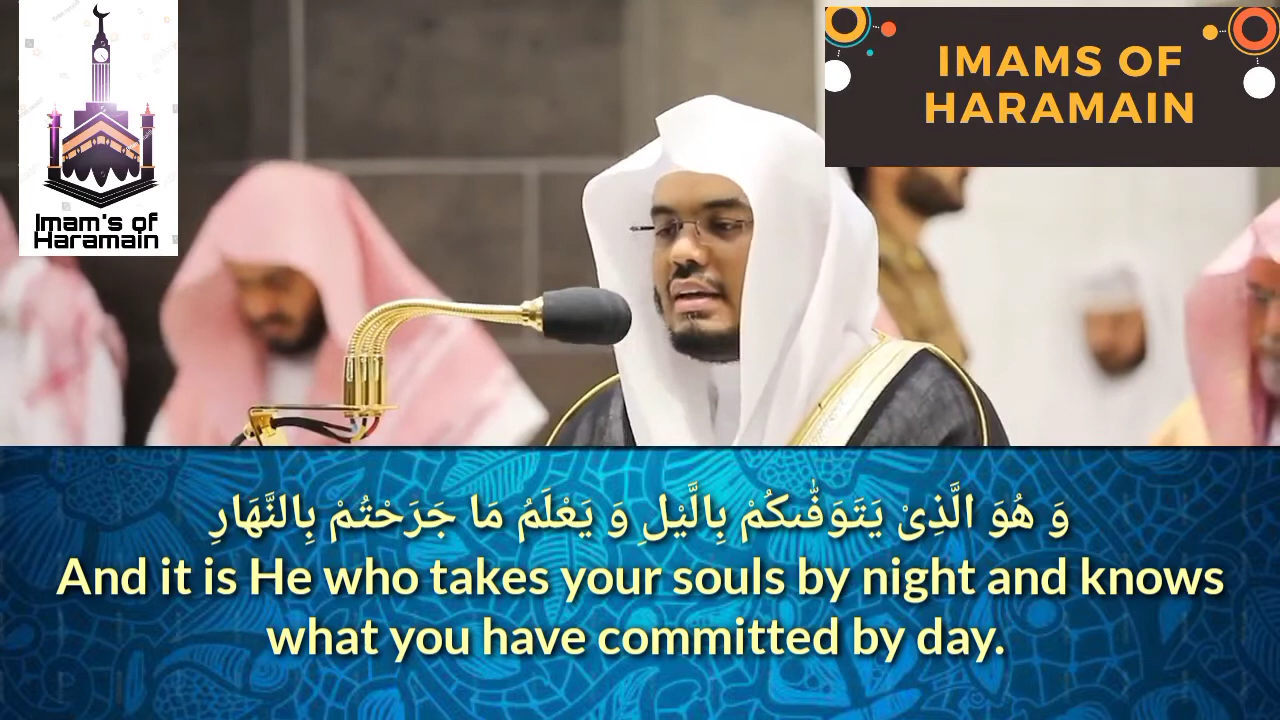 Imam's of
Haramain
IMAMS OF
HARAMAIN
وَ هُوَ الَّذِیْ یَتَوَفّٰىكُمْ بِالَّیْلِ وَ یَعْلَمُ مَا جَرَحْتُمْ بِالنَّهَارِ
And it is He who takes your souls by night and knows
what you have committed by day.